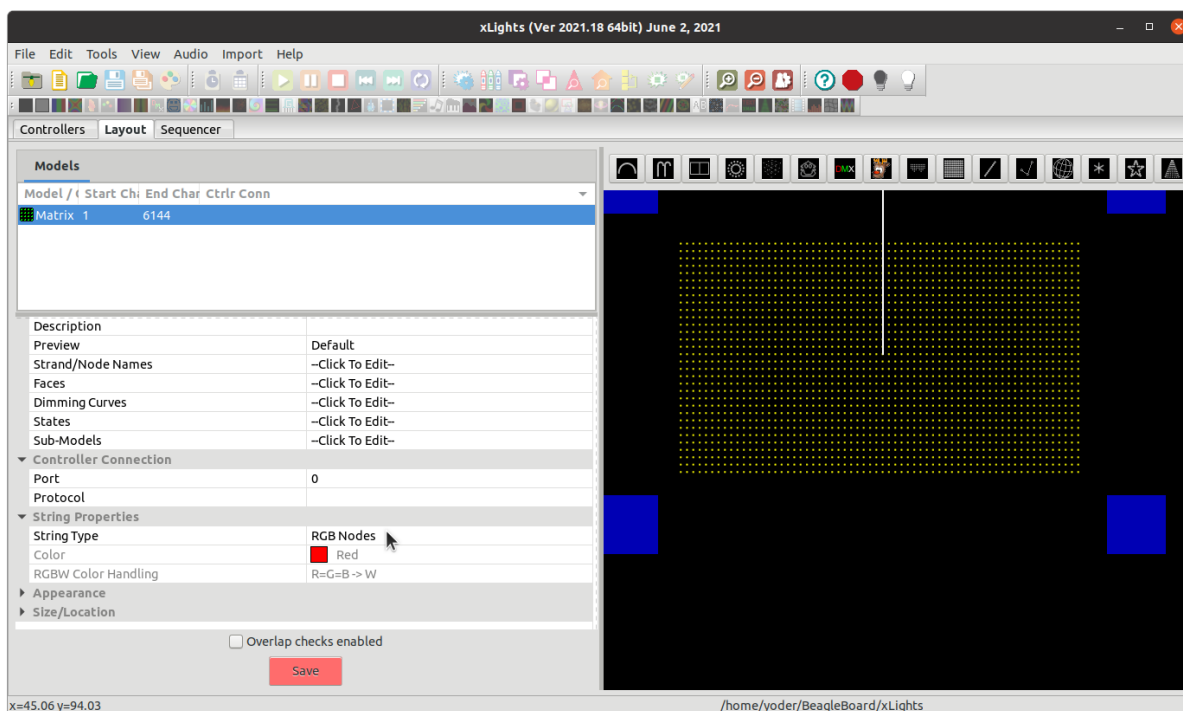 xLights (Ver 2021.18 64bit) June 2, 2021
File Edit Tools View Audio Import Help
Controllers Layout Sequencer
Models
Model / ( Start Cha End Char Ctrlr Conn
Matrix 1 6144
DMX
Description
Preview Default
Strand/Node Names --Click To Edit--
Faces --Click To Edit--
Dimming Curves --Click To Edit--
States --Click To Edit--
Sub-Models --Click To Edit--
Controller Connection
Port 0
Protocol
String Properties
String Type RGB Nodes
Color Red
RGBW Color Handling R=G=B -> W
Appearance
Size/Location
Overlap checks enabled
Save
x=45.06 y=94.03 /home/yoder/BeagleBoard/xLights